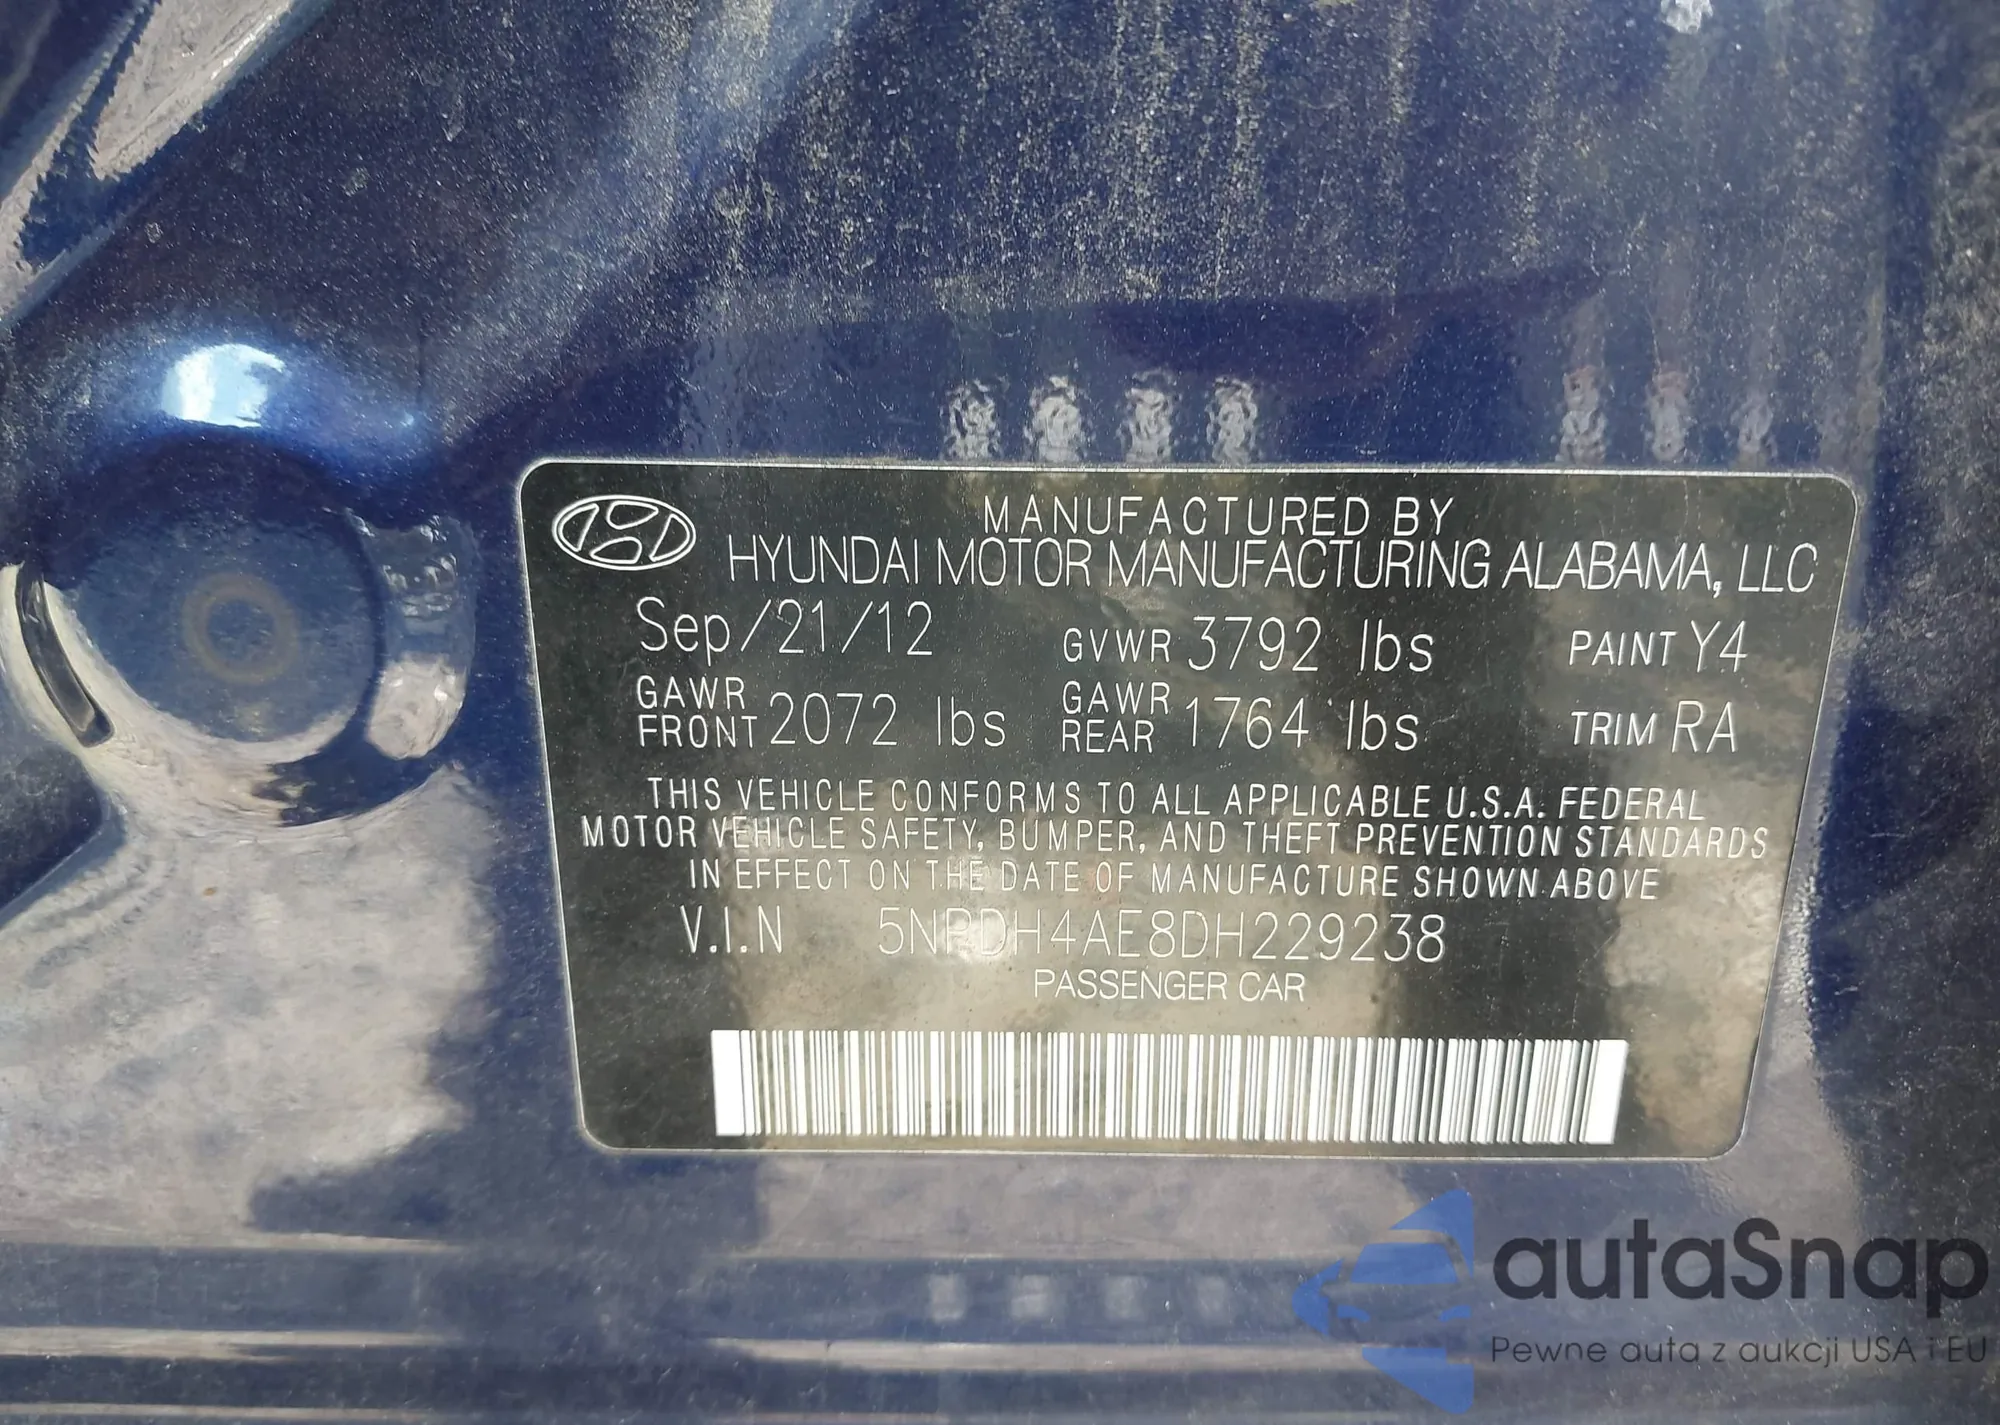 MANUFACTURED BY
HYUNDAI MOTOR MANUFACTURING ALABAMA, LLC
Sep/21/12 GVWR 3792 lbs PAINT Y4
GAWR FRONT 2072 lbs GAWR REAR 1764 lbs TRIM RA
THIS VEHICLE CONFORMS TO ALL APPLICABLE U.S.A. FEDERAL
MOTOR VEHICLE SAFETY, BUMPER, AND THEFT PREVENTION STANDARDS
IN EFFECT ON THE DATE OF MANUFACTURE SHOWN ABOVE
V.I.N 5NPDH4AE8DH229238
PASSENGER CAR
autaSnap
Pewne auta z aukcji USA i EU